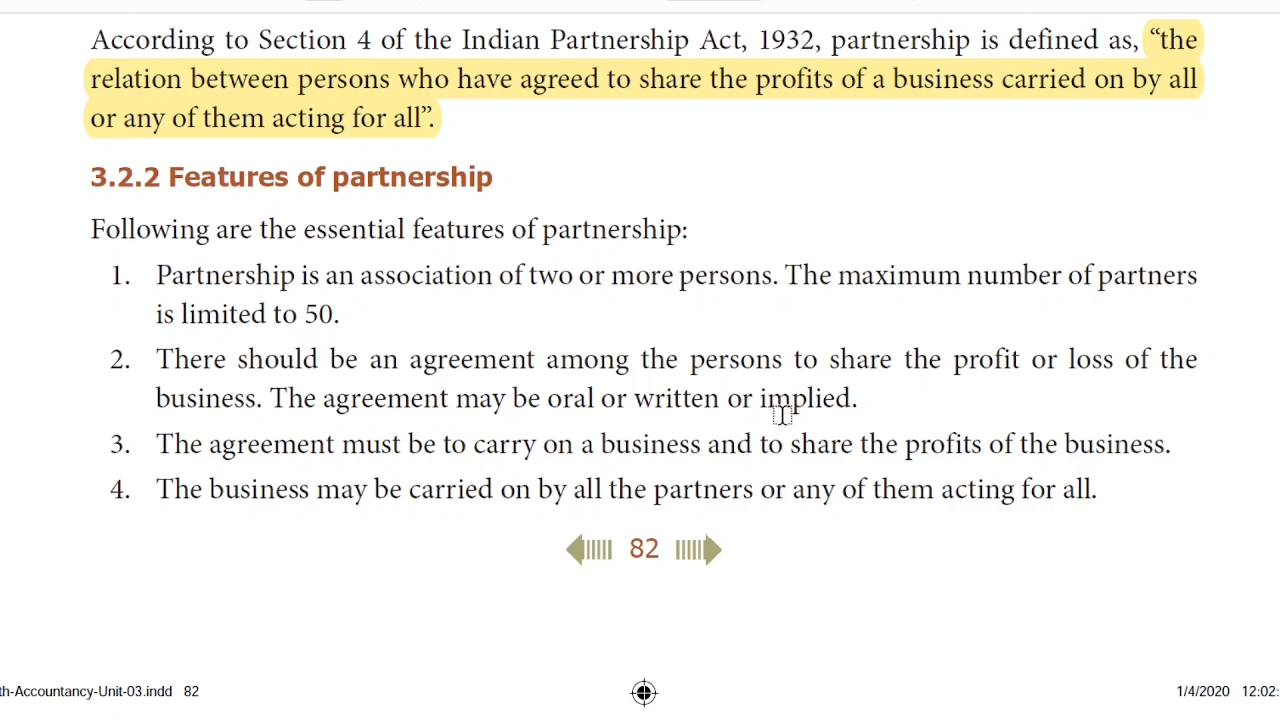 According to Section 4 of the Indian Partnership Act, 1932, partnership is defined as, “the
relation between persons who have agreed to share the profits of a business carried on by all
or any of them acting for all”.
3.2.2 Features of partnership
Following are the essential features of partnership:
1. Partnership is an association of two or more persons. The maximum number of partners
is limited to 50.
2. There should be an agreement among the persons to share the profit or loss of the
business. The agreement may be oral or written or implied.
3. The agreement must be to carry on a business and to share the profits of the business.
4. The business may be carried on by all the partners or any of them acting for all.
82
th-Accountancy-Unit-03.indd 82
1/4/2020 12:02: